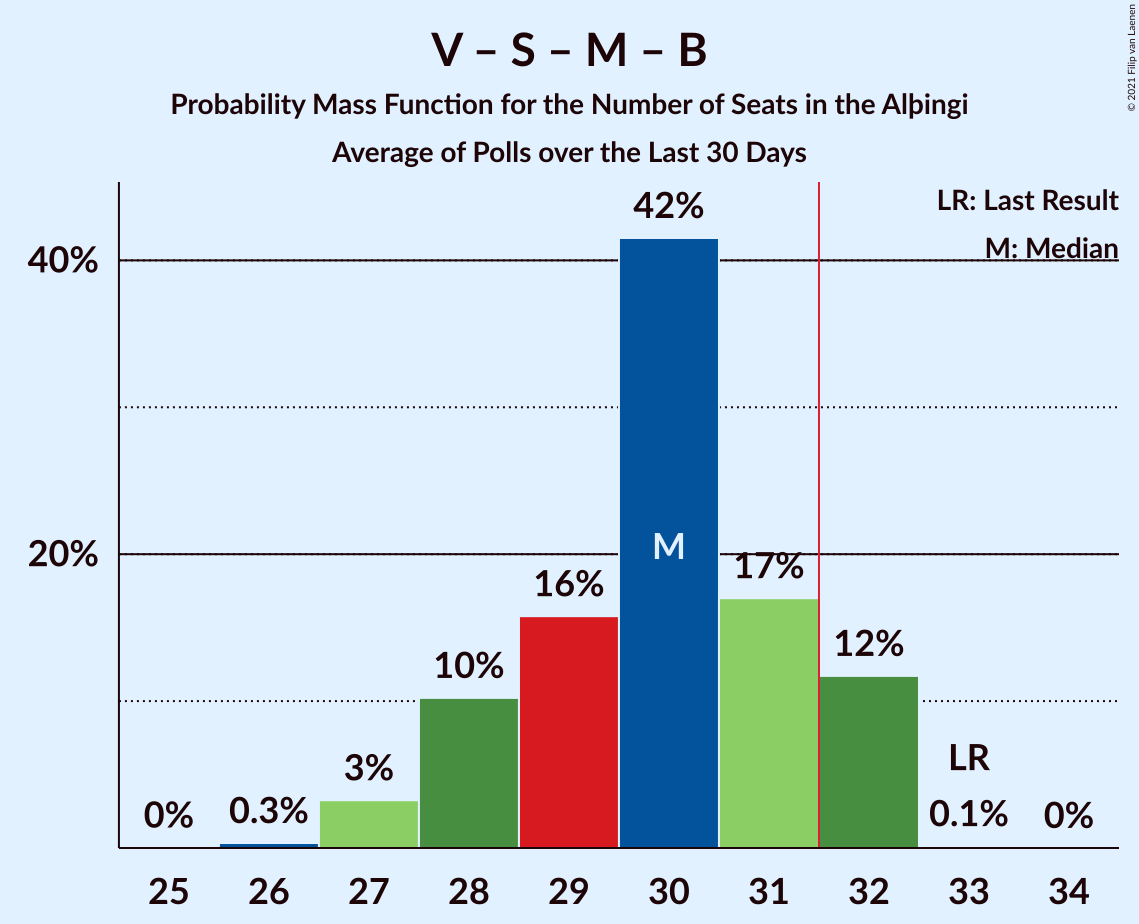 V – S – M – B
Probability Mass Function for the Number of Seats in the Alþingi
Average of Polls over the Last 30 Days
© 2021 Filip van Laenen
LR: Last Result
M: Median
42%
40%
M
20%
17%
16%
12%
10%
3%
LR
0%
0.3%
0.1%
0%
25 26 27 28 29 30 31 32 33 34